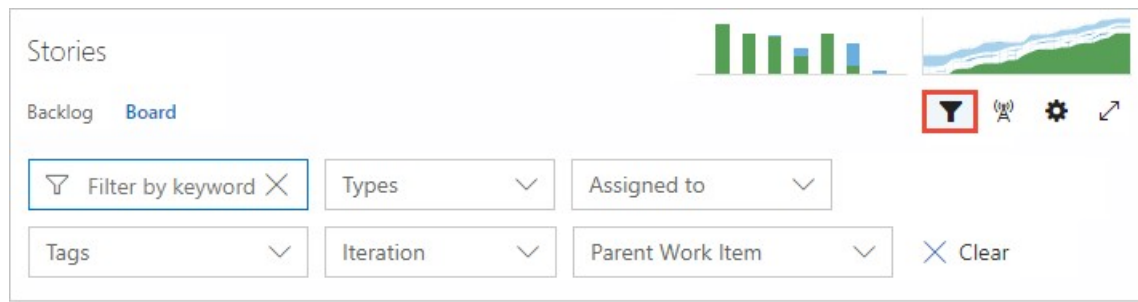 Stories
Backlog Board
Filter by keyword Types Assigned to
Tags Iteration Parent Work Item Clear